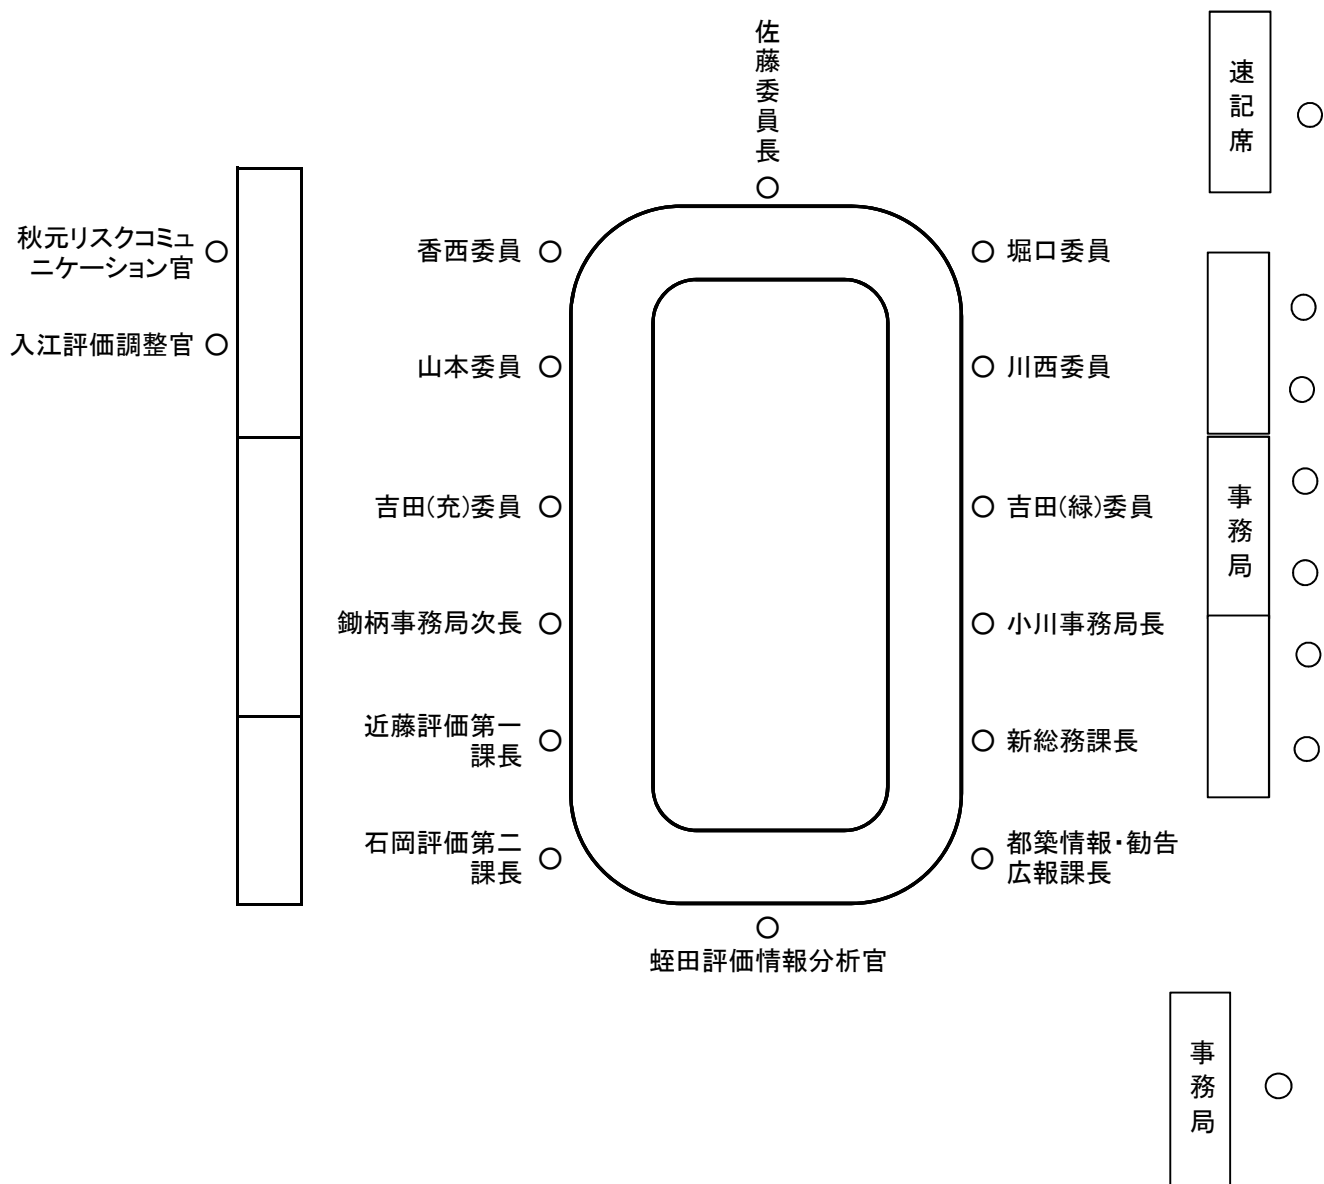 佐藤委員長
速記席
秋元リスクコミュ
ニケーション官
香西委員
堀口委員
入江評価調整官
山本委員
川西委員
吉田(充)委員
吉田(緑)委員
事務局
鋤柄事務局次長
小川事務局長
近藤評価第一
課長
新総務課長
石岡評価第二
課長
都築情報・勧告
広報課長
蛭田評価情報分析官
事務局